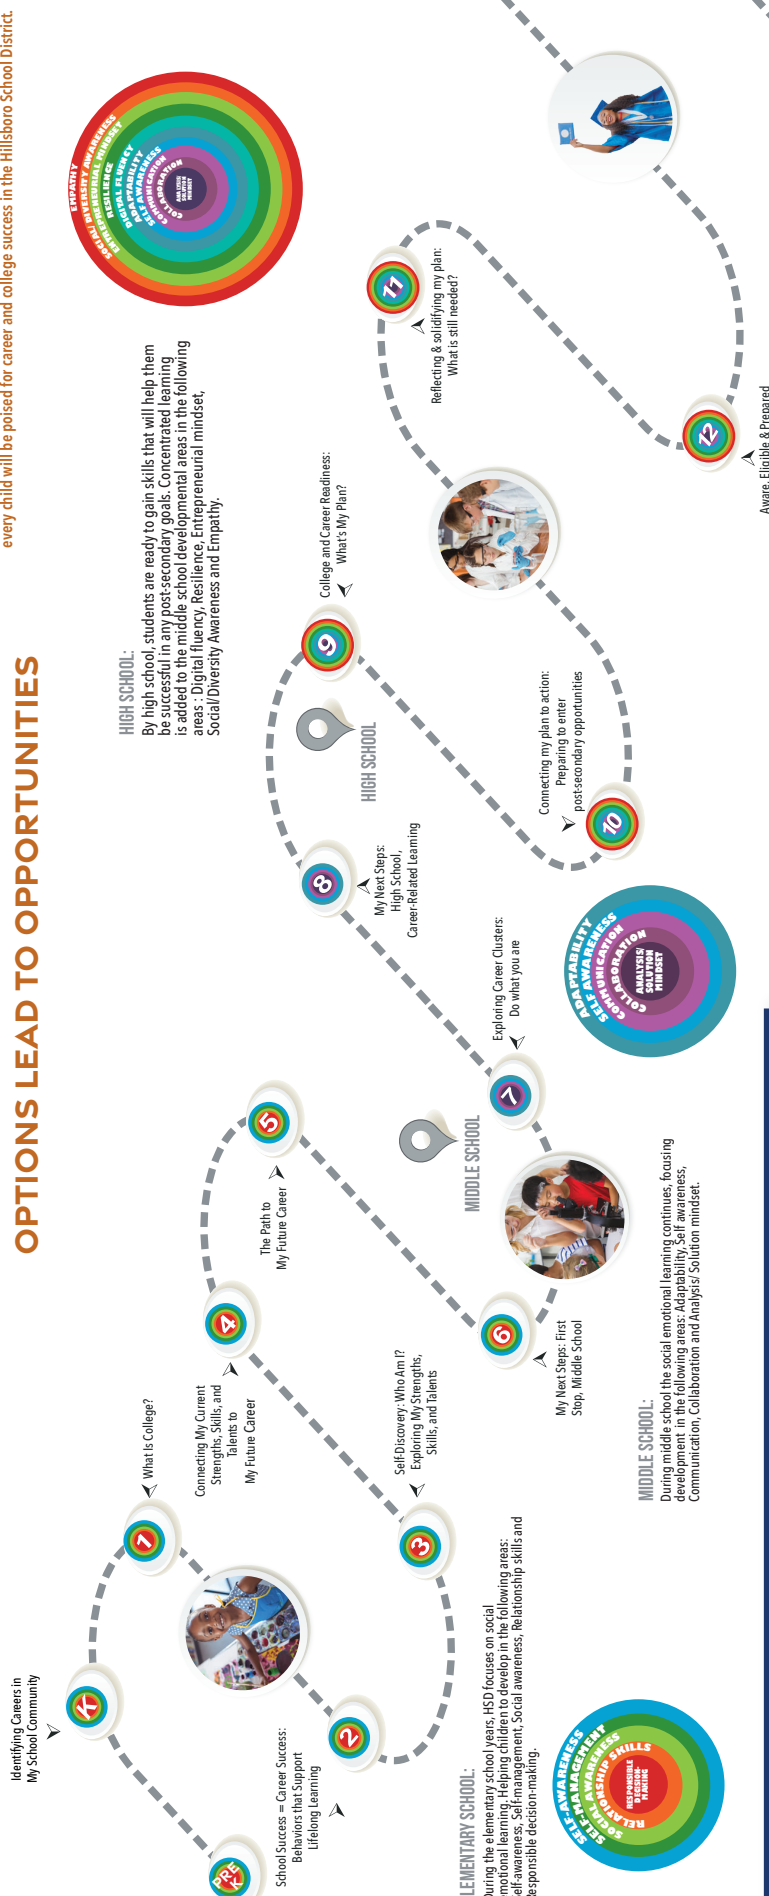 every child will be poised for career and college success in the Hillsboro School District.
OPTIONS LEAD TO OPPORTUNITIES
Identifying Careers in
My School Community
PRE
K
K
1
What Is College?
School Success = Career Success:
Behaviors that Support
Lifelong Learning
2
Self-Discovery: Who Am I?
Exploring My Strengths,
Skills, and Talents
3
Connecting My Current
Strengths, Skills, and
Talents to
My Future Career
4
The Path to
My Future Career
5
My Next Steps: First
Stop, Middle School
6
MIDDLE SCHOOL
7
Exploring Career Clusters:
Do what you are
8
My Next Steps:
High School,
Career-Related Learning
HIGH SCHOOL
9
College and Career Readiness:
What's My Plan?
10
Connecting my plan to action:
Preparing to enter
post-secondary opportunities
11
Reflecting & solidifying my plan:
What is still needed?
12
Aware, Eligible & Prepared
LEMENTARY SCHOOL:
uring the elementary school years, HSD focuses on social
motional learning. Helping children to develop in the following areas:
elf-awareness, Self-management, Social awareness, Relationship skills and
esponsible decision-making.
SELF-AWARENESS
SELF-MANAGEMENT
SOCIAL AWARENESS
RELATIONSHIP SKILLS
RESPONSIBLE
DECISION-
MAKING
MIDDLE SCHOOL:
During middle school the social emotional learning continues, focusing
development in the following areas: Adaptability, Self awareness,
Communication, Collaboration and Analysis/ Solution mindset.
ADAPTABILITY
SELF AWARENESS
COMMUNICATION
COLLABORATION
ANALYSIS/
SOLUTION
MINDSET
HIGH SCHOOL:
By high school, students are ready to gain skills that will help them
be successful in any post-secondary goals. Concentrated learning
is added to the middle school developmental areas in the following
areas : Digital fluency, Resilience, Entrepreneurial mindset,
Social/Diversity Awareness and Empathy.
EMPATHY
SOCIAL/ DIVERSITY AWARENESS
ENTREPRENEURIAL MINDSET
RESILIENCE
DIGITAL FLUENCY
ADAPTABILITY
SELF AWARENESS
COMMUNICATION
COLLABORATION
ANALYSIS/
SOLUTION
MINDSET